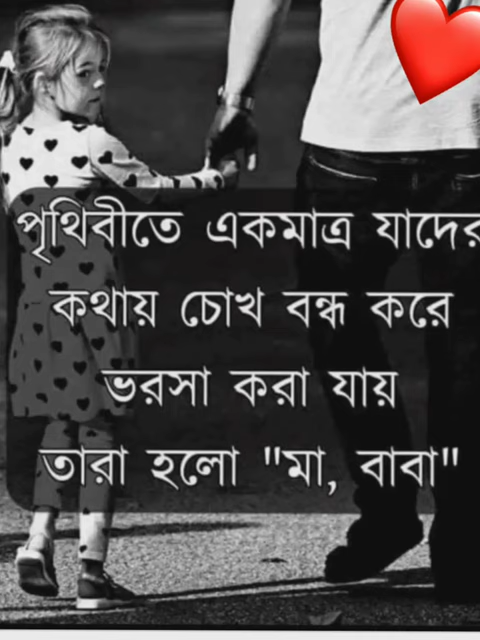 পৃথিবীতে একমাত্র যাদের
কথায় চোখ বন্ধ করে
ভরসা করা যায়
তারা হলো "মা, বাবা"